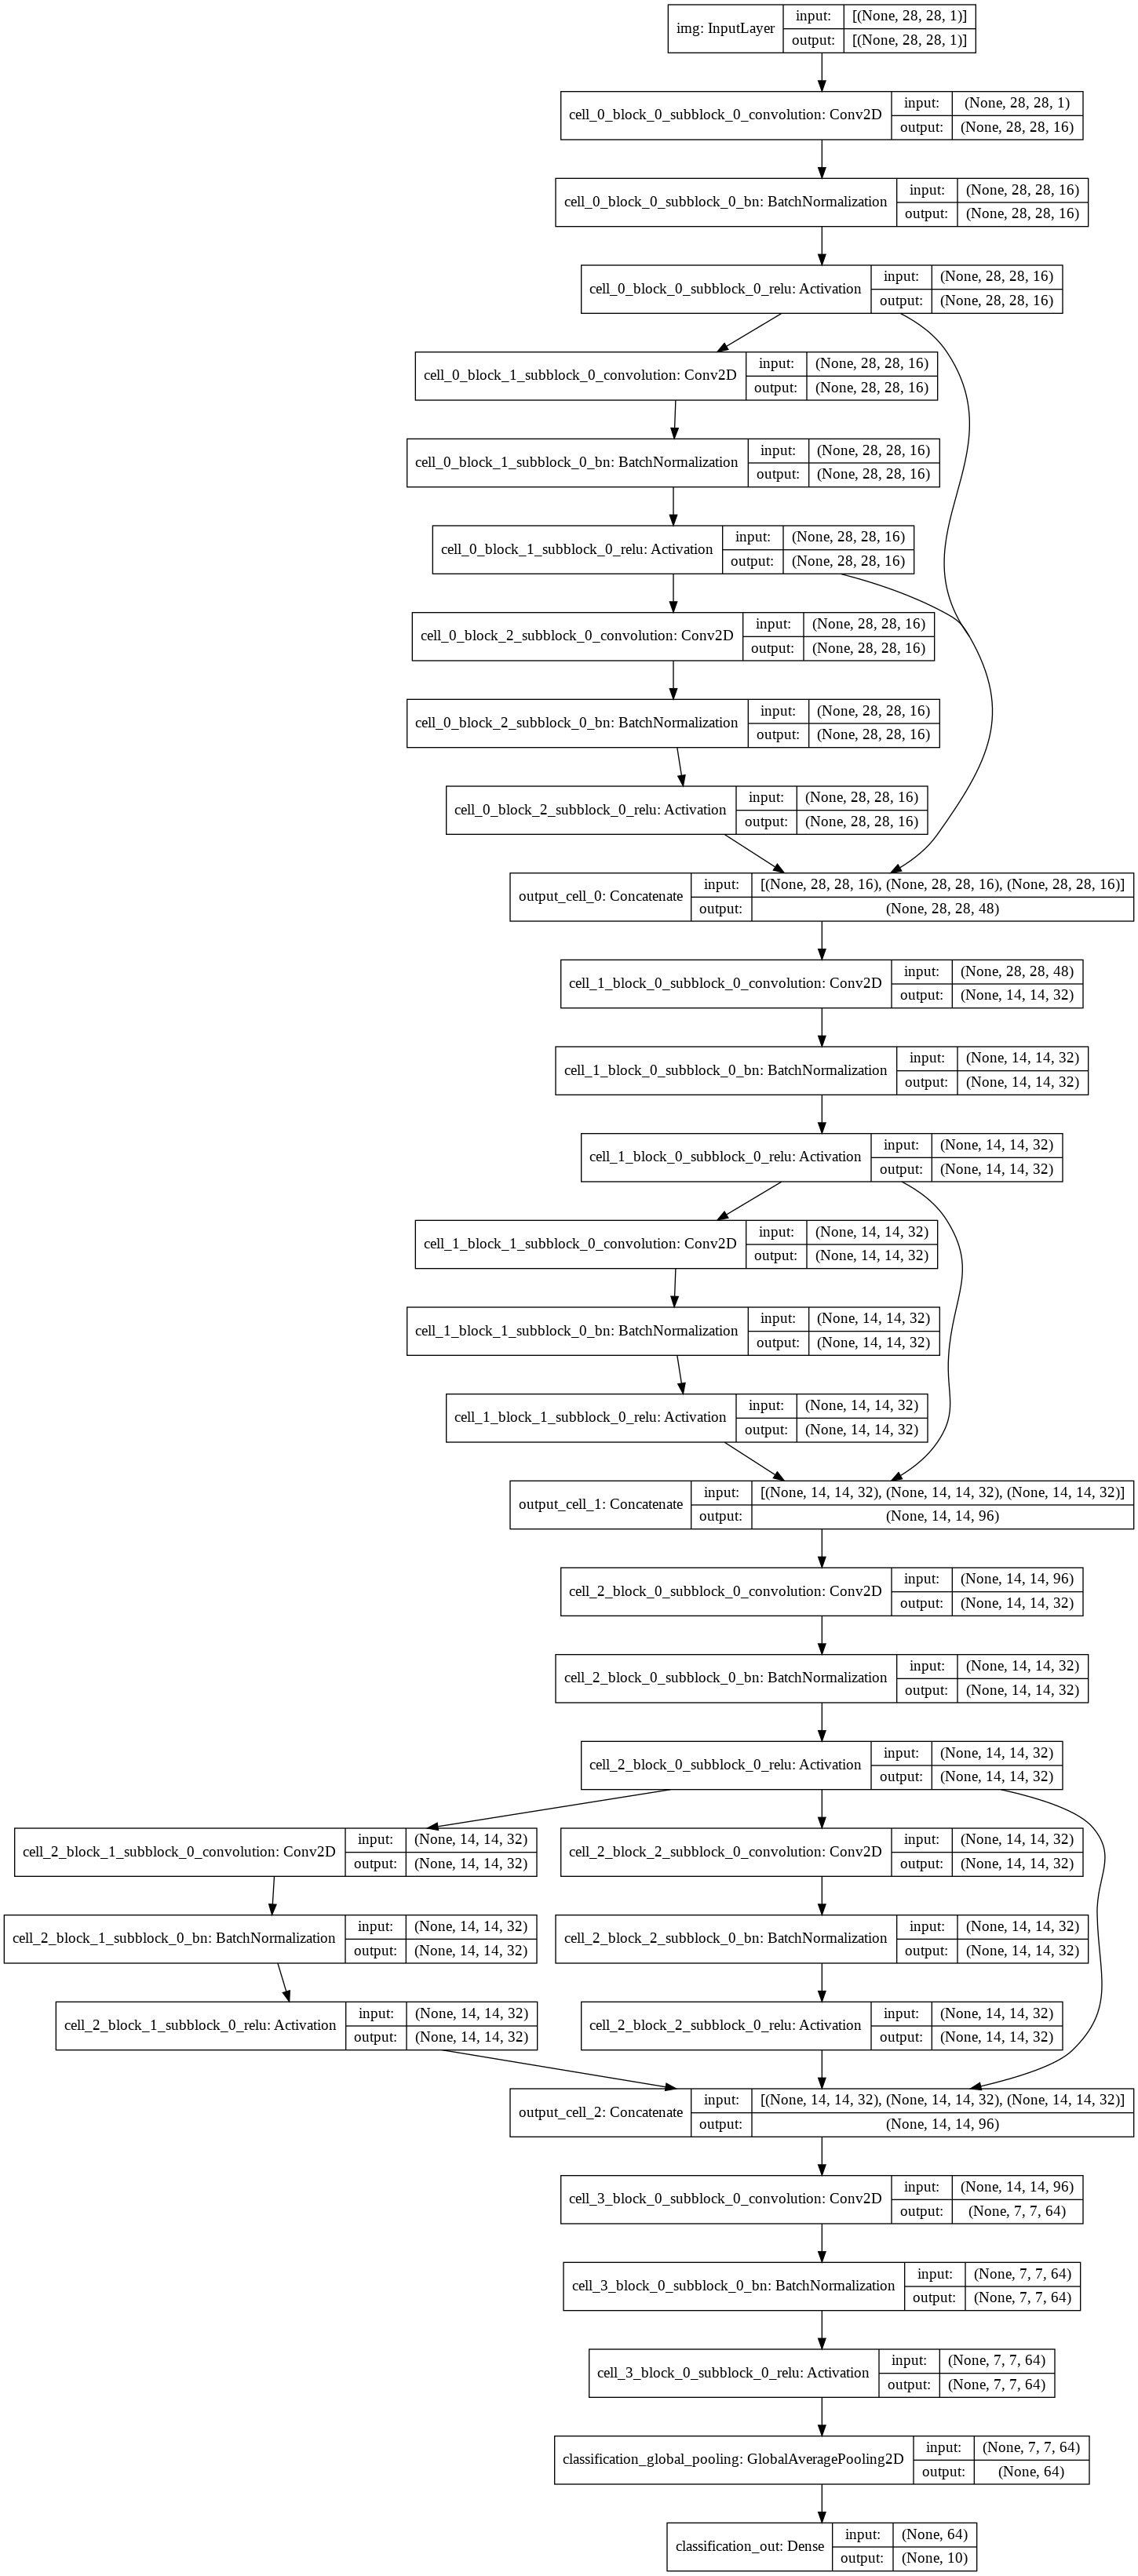 img: InputLayer
input: [(None, 28, 28, 1)]
output: [(None, 28, 28, 1)]
cell_0_block_0_subblock_0_convolution: Conv2D
input: (None, 28, 28, 1)
output: (None, 28, 28, 16)
cell_0_block_0_subblock_0_bn: BatchNormalization
input: (None, 28, 28, 16)
output: (None, 28, 28, 16)
cell_0_block_0_subblock_0_relu: Activation
input: (None, 28, 28, 16)
output: (None, 28, 28, 16)
cell_0_block_1_subblock_0_convolution: Conv2D
input: (None, 28, 28, 16)
output: (None, 28, 28, 16)
cell_0_block_1_subblock_0_bn: BatchNormalization
input: (None, 28, 28, 16)
output: (None, 28, 28, 16)
cell_0_block_1_subblock_0_relu: Activation
input: (None, 28, 28, 16)
output: (None, 28, 28, 16)
cell_0_block_2_subblock_0_convolution: Conv2D
input: (None, 28, 28, 16)
output: (None, 28, 28, 16)
cell_0_block_2_subblock_0_bn: BatchNormalization
input: (None, 28, 28, 16)
output: (None, 28, 28, 16)
cell_0_block_2_subblock_0_relu: Activation
input: (None, 28, 28, 16)
output: (None, 28, 28, 16)
output_cell_0: Concatenate
input: [(None, 28, 28, 16), (None, 28, 28, 16), (None, 28, 28, 16)]
output: (None, 28, 28, 48)
cell_1_block_0_subblock_0_convolution: Conv2D
input: (None, 28, 28, 48)
output: (None, 14, 14, 32)
cell_1_block_0_subblock_0_bn: BatchNormalization
input: (None, 14, 14, 32)
output: (None, 14, 14, 32)
cell_1_block_0_subblock_0_relu: Activation
input: (None, 14, 14, 32)
output: (None, 14, 14, 32)
cell_1_block_1_subblock_0_convolution: Conv2D
input: (None, 14, 14, 32)
output: (None, 14, 14, 32)
cell_1_block_1_subblock_0_bn: BatchNormalization
input: (None, 14, 14, 32)
output: (None, 14, 14, 32)
cell_1_block_1_subblock_0_relu: Activation
input: (None, 14, 14, 32)
output: (None, 14, 14, 32)
output_cell_1: Concatenate
input: [(None, 14, 14, 32), (None, 14, 14, 32), (None, 14, 14, 32)]
output: (None, 14, 14, 96)
cell_2_block_0_subblock_0_convolution: Conv2D
input: (None, 14, 14, 96)
output: (None, 14, 14, 32)
cell_2_block_0_subblock_0_bn: BatchNormalization
input: (None, 14, 14, 32)
output: (None, 14, 14, 32)
cell_2_block_0_subblock_0_relu: Activation
input: (None, 14, 14, 32)
output: (None, 14, 14, 32)
cell_2_block_1_subblock_0_convolution: Conv2D
input: (None, 14, 14, 32)
output: (None, 14, 14, 32)
cell_2_block_2_subblock_0_convolution: Conv2D
input: (None, 14, 14, 32)
output: (None, 14, 14, 32)
cell_2_block_1_subblock_0_bn: BatchNormalization
input: (None, 14, 14, 32)
output: (None, 14, 14, 32)
cell_2_block_2_subblock_0_bn: BatchNormalization
input: (None, 14, 14, 32)
output: (None, 14, 14, 32)
cell_2_block_1_subblock_0_relu: Activation
input: (None, 14, 14, 32)
output: (None, 14, 14, 32)
cell_2_block_2_subblock_0_relu: Activation
input: (None, 14, 14, 32)
output: (None, 14, 14, 32)
output_cell_2: Concatenate
input: [(None, 14, 14, 32), (None, 14, 14, 32), (None, 14, 14, 32)]
output: (None, 14, 14, 96)
cell_3_block_0_subblock_0_convolution: Conv2D
input: (None, 14, 14, 96)
output: (None, 7, 7, 64)
cell_3_block_0_subblock_0_bn: BatchNormalization
input: (None, 7, 7, 64)
output: (None, 7, 7, 64)
cell_3_block_0_subblock_0_relu: Activation
input: (None, 7, 7, 64)
output: (None, 7, 7, 64)
classification_global_pooling: GlobalAveragePooling2D
input: (None, 7, 7, 64)
output: (None, 64)
classification_out: Dense
input: (None, 64)
output: (None, 10)